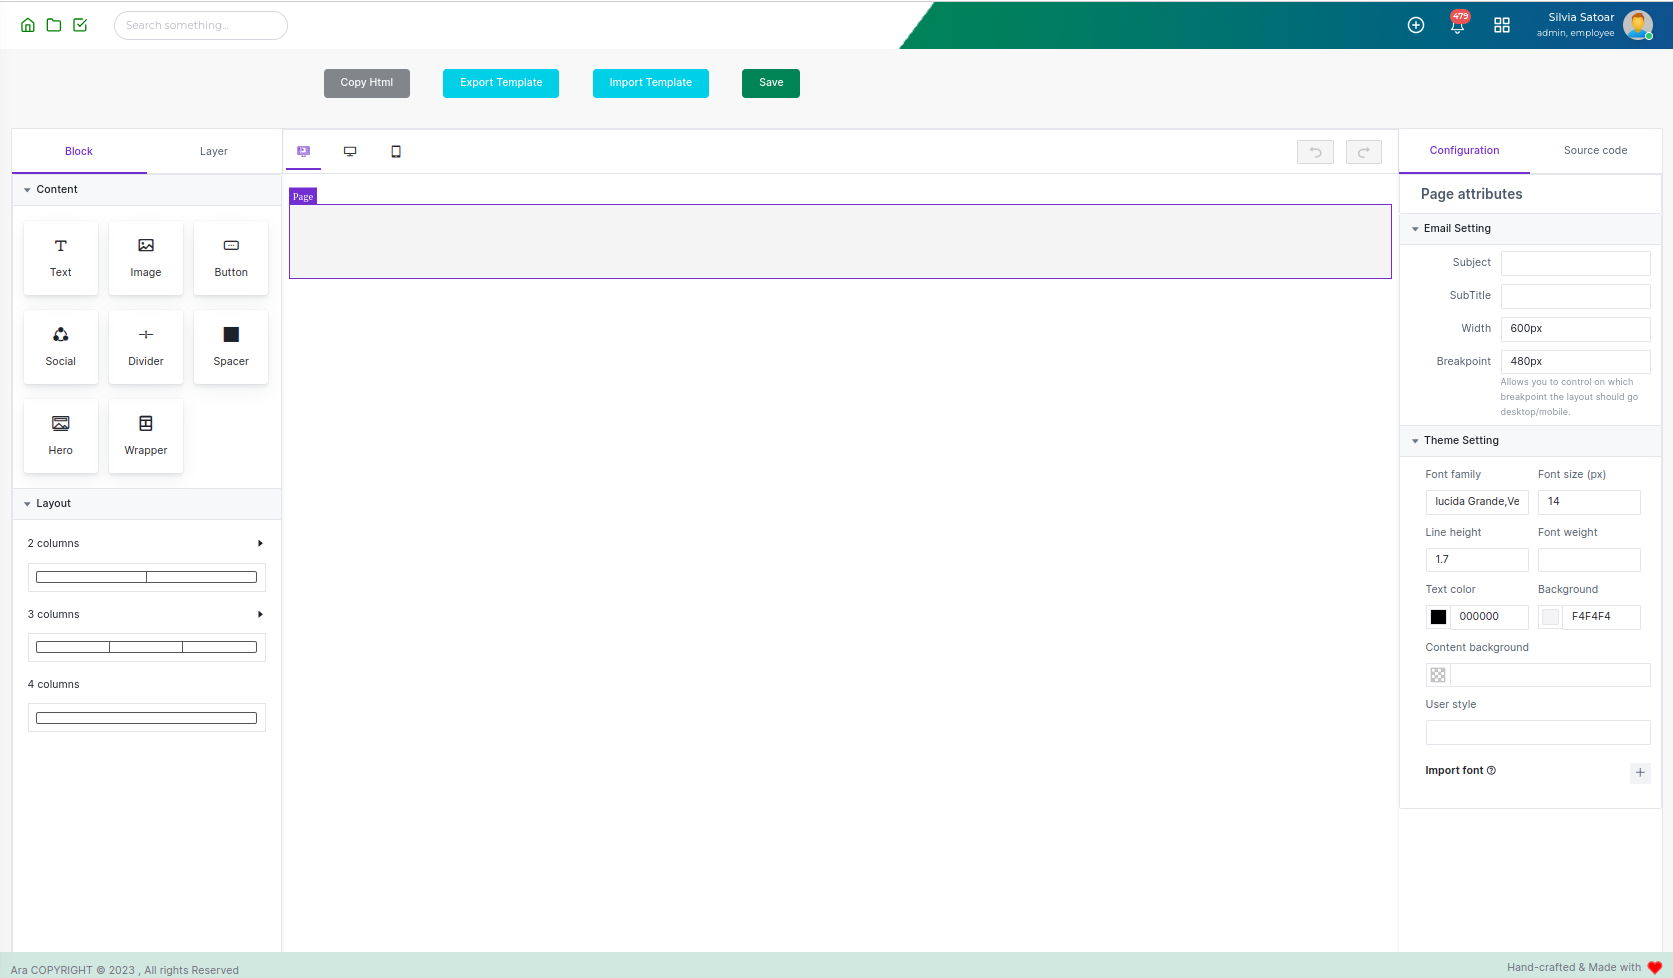 Search something...
479
Silvia Satoar
admin, employee
Copy Html
Export Template
Import Template
Save
Block
Layer
Content
Text
Image
Button
Social
Divider
Spacer
Hero
Wrapper
Layout
2 columns
3 columns
4 columns
Page
Configuration
Source code
Page attributes
Email Setting
Subject
SubTitle
Width
600px
Breakpoint
480px
Allows you to control on which
breakpoint the layout should go
desktop/mobile.
Theme Setting
Font family
Font size (px)
lucida Grande,Ve
14
Line height
Font weight
1.7
Text color
Background
000000
F4F4F4
Content background
User style
Import font
Ara COPYRIGHT © 2023 , All rights Reserved
Hand-crafted & Made with